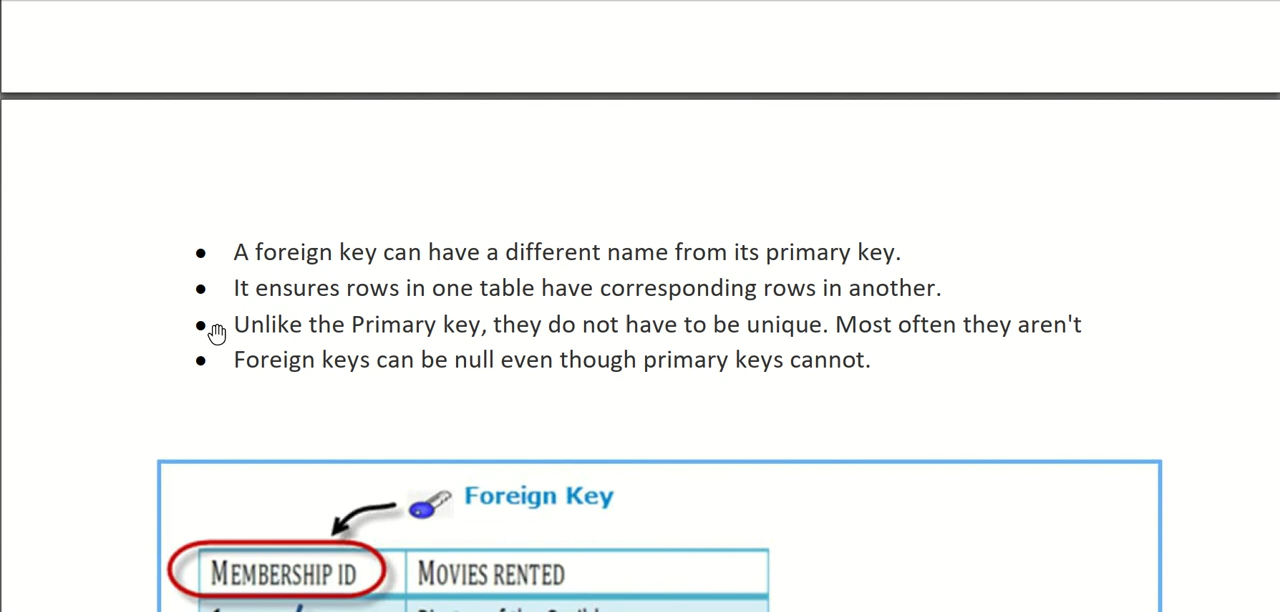 A foreign key can have a different name from its primary key.
It ensures rows in one table have corresponding rows in another.
Unlike the Primary key, they do not have to be unique. Most often they aren't
Foreign keys can be null even though primary keys cannot.
Foreign Key
MEMBERSHIP ID MOVIES RENTED